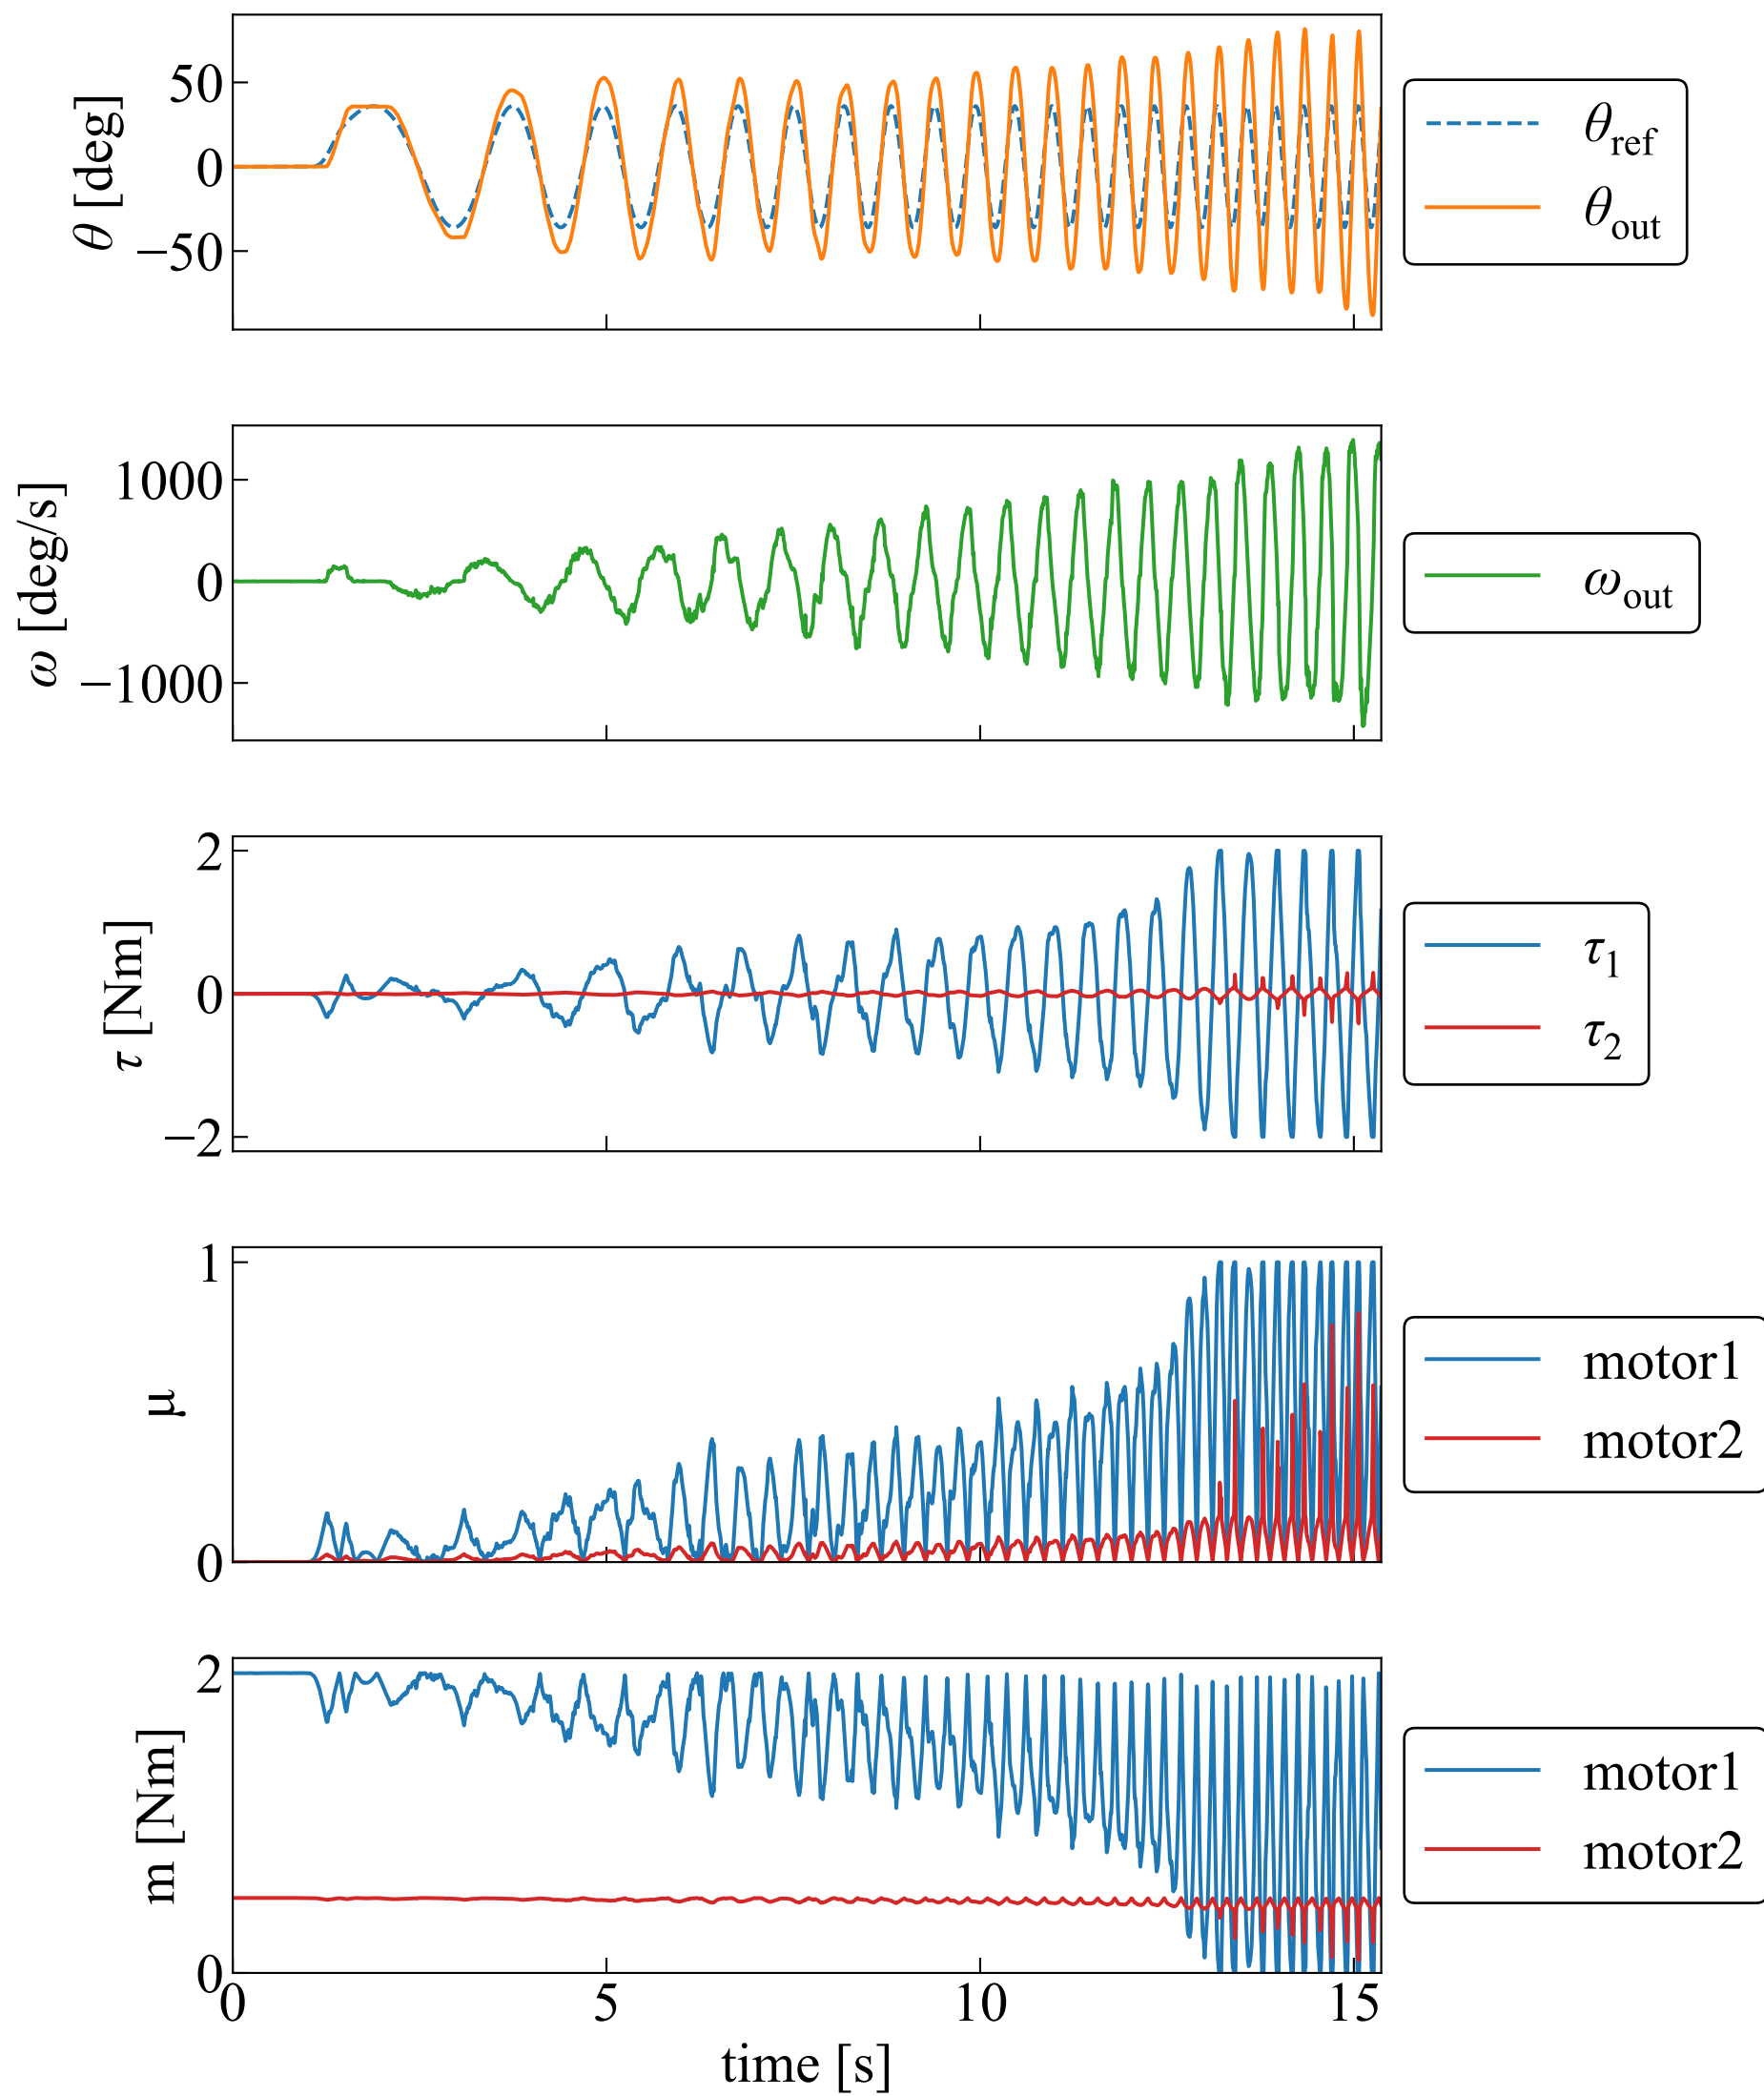 θ [deg]
50
0
−50
θref
θout
ω [deg/s]
1000
0
−1000
ωout
τ [Nm]
2
0
−2
τ1
τ2
μ
1
0
motor1
motor2
m [Nm]
2
0
motor1
motor2
0 5 10 15
time [s]